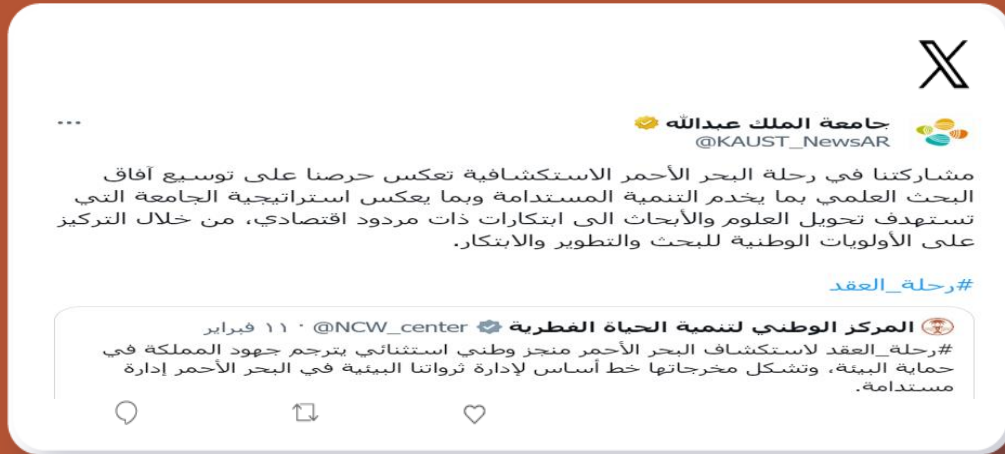 جامعة الملك عبدالله
@KAUST_NewsAR
مشاركتنا في رحلة البحر الأحمر الاستكشافية تعكس حرصنا على توسيع آفاق
البحث العلمي بما يخدم التنمية المستدامة وبما يعكس استراتيجية الجامعة التي
تستهدف تحويل العلوم والأبحاث الى ابتكارات ذات مردود اقتصادي، من خلال التركيز
على الأولويات الوطنية للبحث والتطوير والابتكار.
#رحلة_العقد
المركز الوطني لتنمية الحياة الفطرية @NCW_center · ١١ فبراير
#رحلة_العقد لاستكشاف البحر الأحمر منجز وطني استثنائي يترجم جهود المملكة في
حماية البيئة، وتشكل مخرجاتها خط أساس لإدارة ثرواتنا البيئية في البحر الأحمر إدارة
مستدامة.